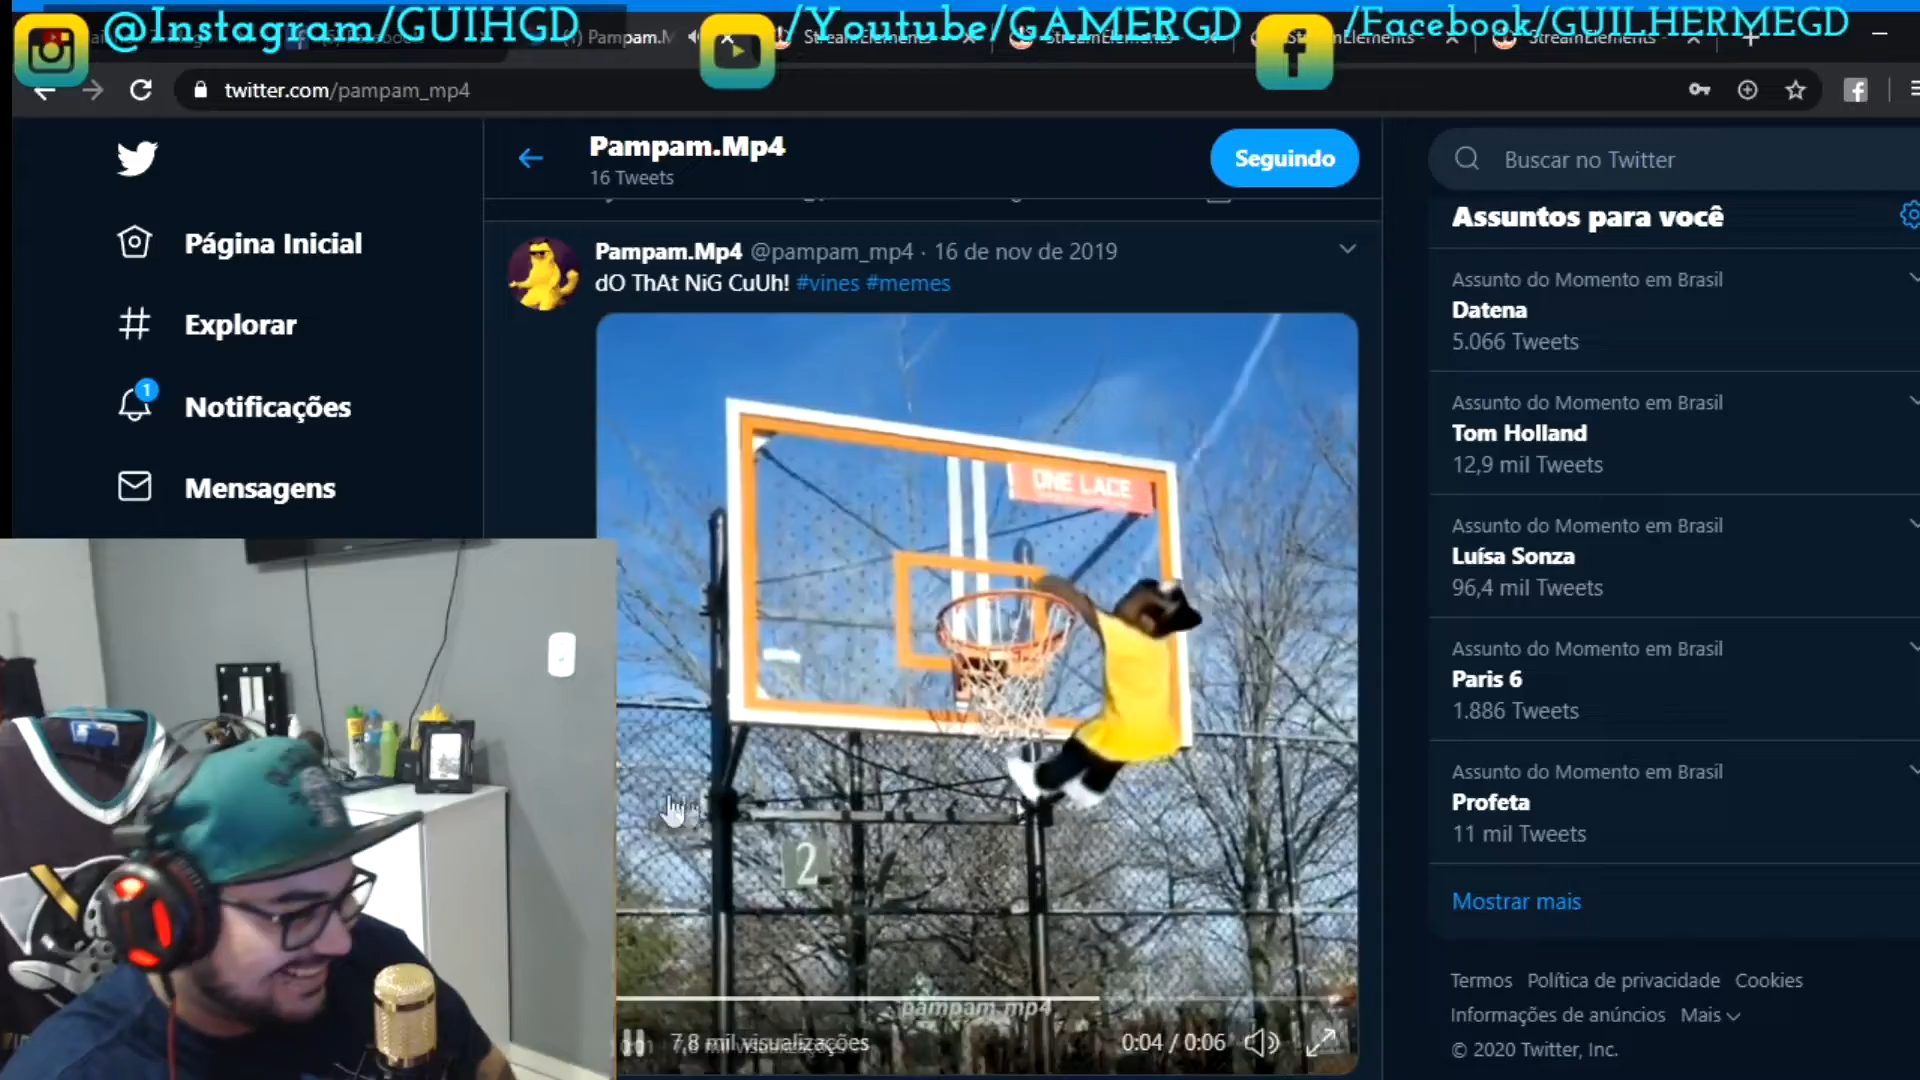 @Instagram/GUIHGD
/Youtube/GAMERGD
/Facebook/GUILHERMEGD
Pampam.M
StreamElements
StreamElements
StreamElements
StreamElements
twitter.com/pampam_mp4
Pampam.Mp4
16 Tweets
Seguindo
Buscar no Twitter
Página Inicial
Explorar
1
Notificações
Mensagens
Pampam.Mp4 @pampam_mp4 · 16 de nov de 2019
dO ThAt NiG CuUh! #vines #memes
ONE LACE
2
pampam.mp4
7,8 mil visualizações
0:04 / 0:06
Assuntos para você
Assunto do Momento em Brasil
Datena
5.066 Tweets
Assunto do Momento em Brasil
Tom Holland
12,9 mil Tweets
Assunto do Momento em Brasil
Luísa Sonza
96,4 mil Tweets
Assunto do Momento em Brasil
Paris 6
1.886 Tweets
Assunto do Momento em Brasil
Profeta
11 mil Tweets
Mostrar mais
Termos Política de privacidade Cookies
Informações de anúncios Mais
© 2020 Twitter, Inc.